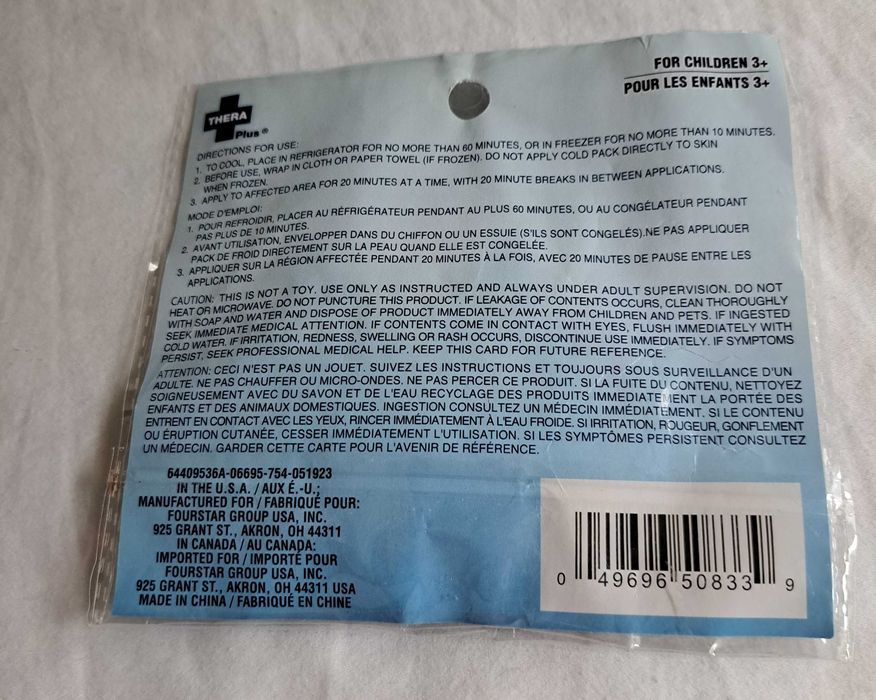 FOR CHILDREN 3+
POUR LES ENFANTS 3+
THERA
Plus®
DIRECTIONS FOR USE:
1. TO COOL, PLACE IN REFRIGERATOR FOR NO MORE THAN 60 MINUTES, OR IN FREEZER FOR NO MORE THAN 10 MINUTES.
2. BEFORE USE, WRAP IN CLOTH OR PAPER TOWEL (IF FROZEN). DO NOT APPLY COLD PACK DIRECTLY TO SKIN
WHEN FROZEN.
3. APPLY TO AFFECTED AREA FOR 20 MINUTES AT A TIME, WITH 20 MINUTE BREAKS IN BETWEEN APPLICATIONS.
MODE D'EMPLOI:
1. POUR REFROIDIR, PLACER AU RÉFRIGÉRATEUR PENDANT AU PLUS 60 MINUTES, OU AU CONGÉLATEUR PENDANT
PAS PLUS DE 10 MINUTES.
2. AVANT UTILISATION, ENVELOPPER DANS DU CHIFFON OU UN ESSUIE (S'ILS SONT CONGELÉS).NE PAS APPLIQUER
PACK DE FROID DIRECTEMENT SUR LA PEAU QUAND ELLE EST CONGELÉE.
3. APPLIQUER SUR LA RÉGION AFFECTÉE PENDANT 20 MINUTES À LA FOIS, AVEC 20 MINUTES DE PAUSE ENTRE LES
APPLICATIONS.
CAUTION: THIS IS NOT A TOY. USE ONLY AS INSTRUCTED AND ALWAYS UNDER ADULT SUPERVISION. DO NOT
HEAT OR MICROWAVE. DO NOT PUNCTURE THIS PRODUCT. IF LEAKAGE OF CONTENTS OCCURS, CLEAN THOROUGHLY
WITH SOAP AND WATER AND DISPOSE OF PRODUCT IMMEDIATELY AWAY FROM CHILDREN AND PETS. IF INGESTED
SEEK IMMEDIATE MEDICAL ATTENTION. IF CONTENTS COME IN CONTACT WITH EYES, FLUSH IMMEDIATELY WITH
COLD WATER. IF IRRITATION, REDNESS, SWELLING OR RASH OCCURS, DISCONTINUE USE IMMEDIATELY. IF SYMPTOMS
PERSIST, SEEK PROFESSIONAL MEDICAL HELP. KEEP THIS CARD FOR FUTURE REFERENCE.
ATTENTION: CECI N'EST PAS UN JOUET. SUIVEZ LES INSTRUCTIONS ET TOUJOURS SOUS SURVEILLANCE D'UN
ADULTE. NE PAS CHAUFFER OU MICRO-ONDES. NE PAS PERCER CE PRODUIT. SI LA FUITE DU CONTENU, NETTOYEZ
SOIGNEUSEMENT AVEC DU SAVON ET DE L'EAU RECYCLAGE DES PRODUITS IMMEDIATEMENT LA PORTÉE DES
ENFANTS ET DES ANIMAUX DOMESTIQUES. INGESTION CONSULTEZ UN MÉDECIN IMMÉDIATEMENT. SI LE CONTENU
ENTRENT EN CONTACT AVEC LES YEUX, RINCER IMMÉDIATEMENT À L'EAU FROIDE. SI IRRITATION, ROUGEUR, GONFLEMENT
OU ÉRUPTION CUTANÉE, CESSER IMMÉDIATEMENT L'UTILISATION. SI LES SYMPTÔMES PERSISTENT CONSULTEZ
UN MÉDECIN. GARDER CETTE CARTE POUR L'AVENIR DE RÉFÉRENCE.
64409536A-06695-754-051923
IN THE U.S.A. / AUX É.-U.:
MANUFACTURED FOR / FABRIQUÉ POUR:
FOURSTAR GROUP USA, INC.
925 GRANT ST., AKRON, OH 44311
IN CANADA / AU CANADA:
IMPORTED FOR / IMPORTÉ POUR
FOURSTAR GROUP USA, INC.
925 GRANT ST., AKRON, OH 44311 USA
MADE IN CHINA / FABRIQUÉ EN CHINE
0 49696 50833 9